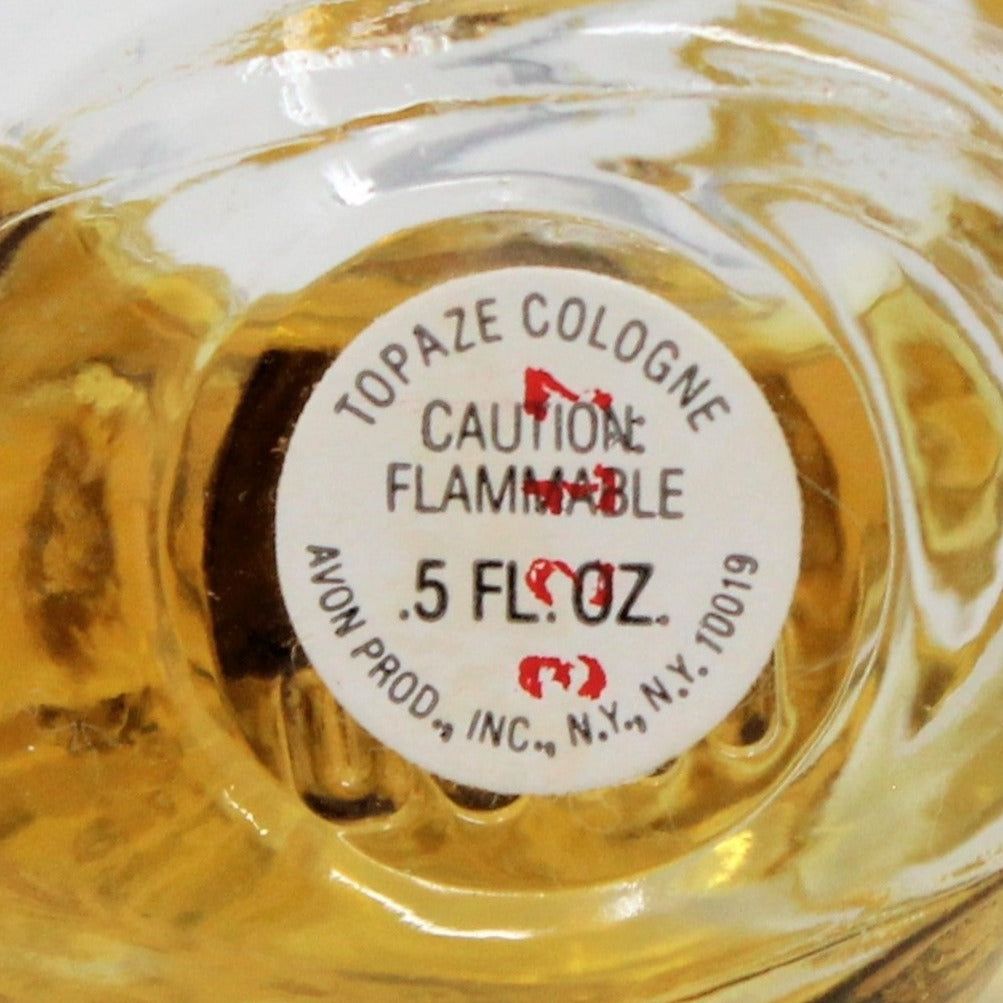 TOPAZE COLOGNE
CAUTION:
FLAMMABLE
.5 FL. OZ.
AVON PROD., INC., N.Y., N.Y. 10019